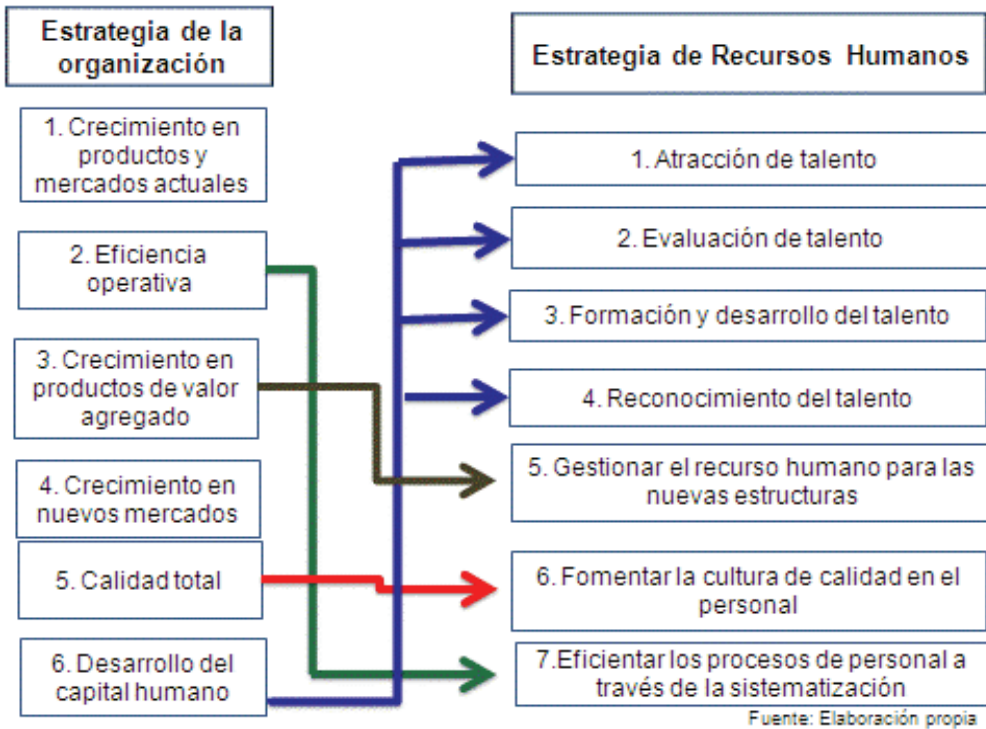 Estrategia de la
organización
Estrategia de Recursos Humanos
1. Crecimiento en
productos y
mercados actuales
2. Eficiencia
operativa
3. Crecimiento en
productos de valor
agregado
4. Crecimiento en
nuevos mercados
5. Calidad total
6. Desarrollo del
capital humano
1. Atracción de talento
2. Evaluación de talento
3. Formación y desarrollo del talento
4. Reconocimiento del talento
5. Gestionar el recurso humano para las
nuevas estructuras
6. Fomentar la cultura de calidad en el
personal
7.Eficientar los procesos de personal a
través de la sistematización
Fuente: Elaboración propia